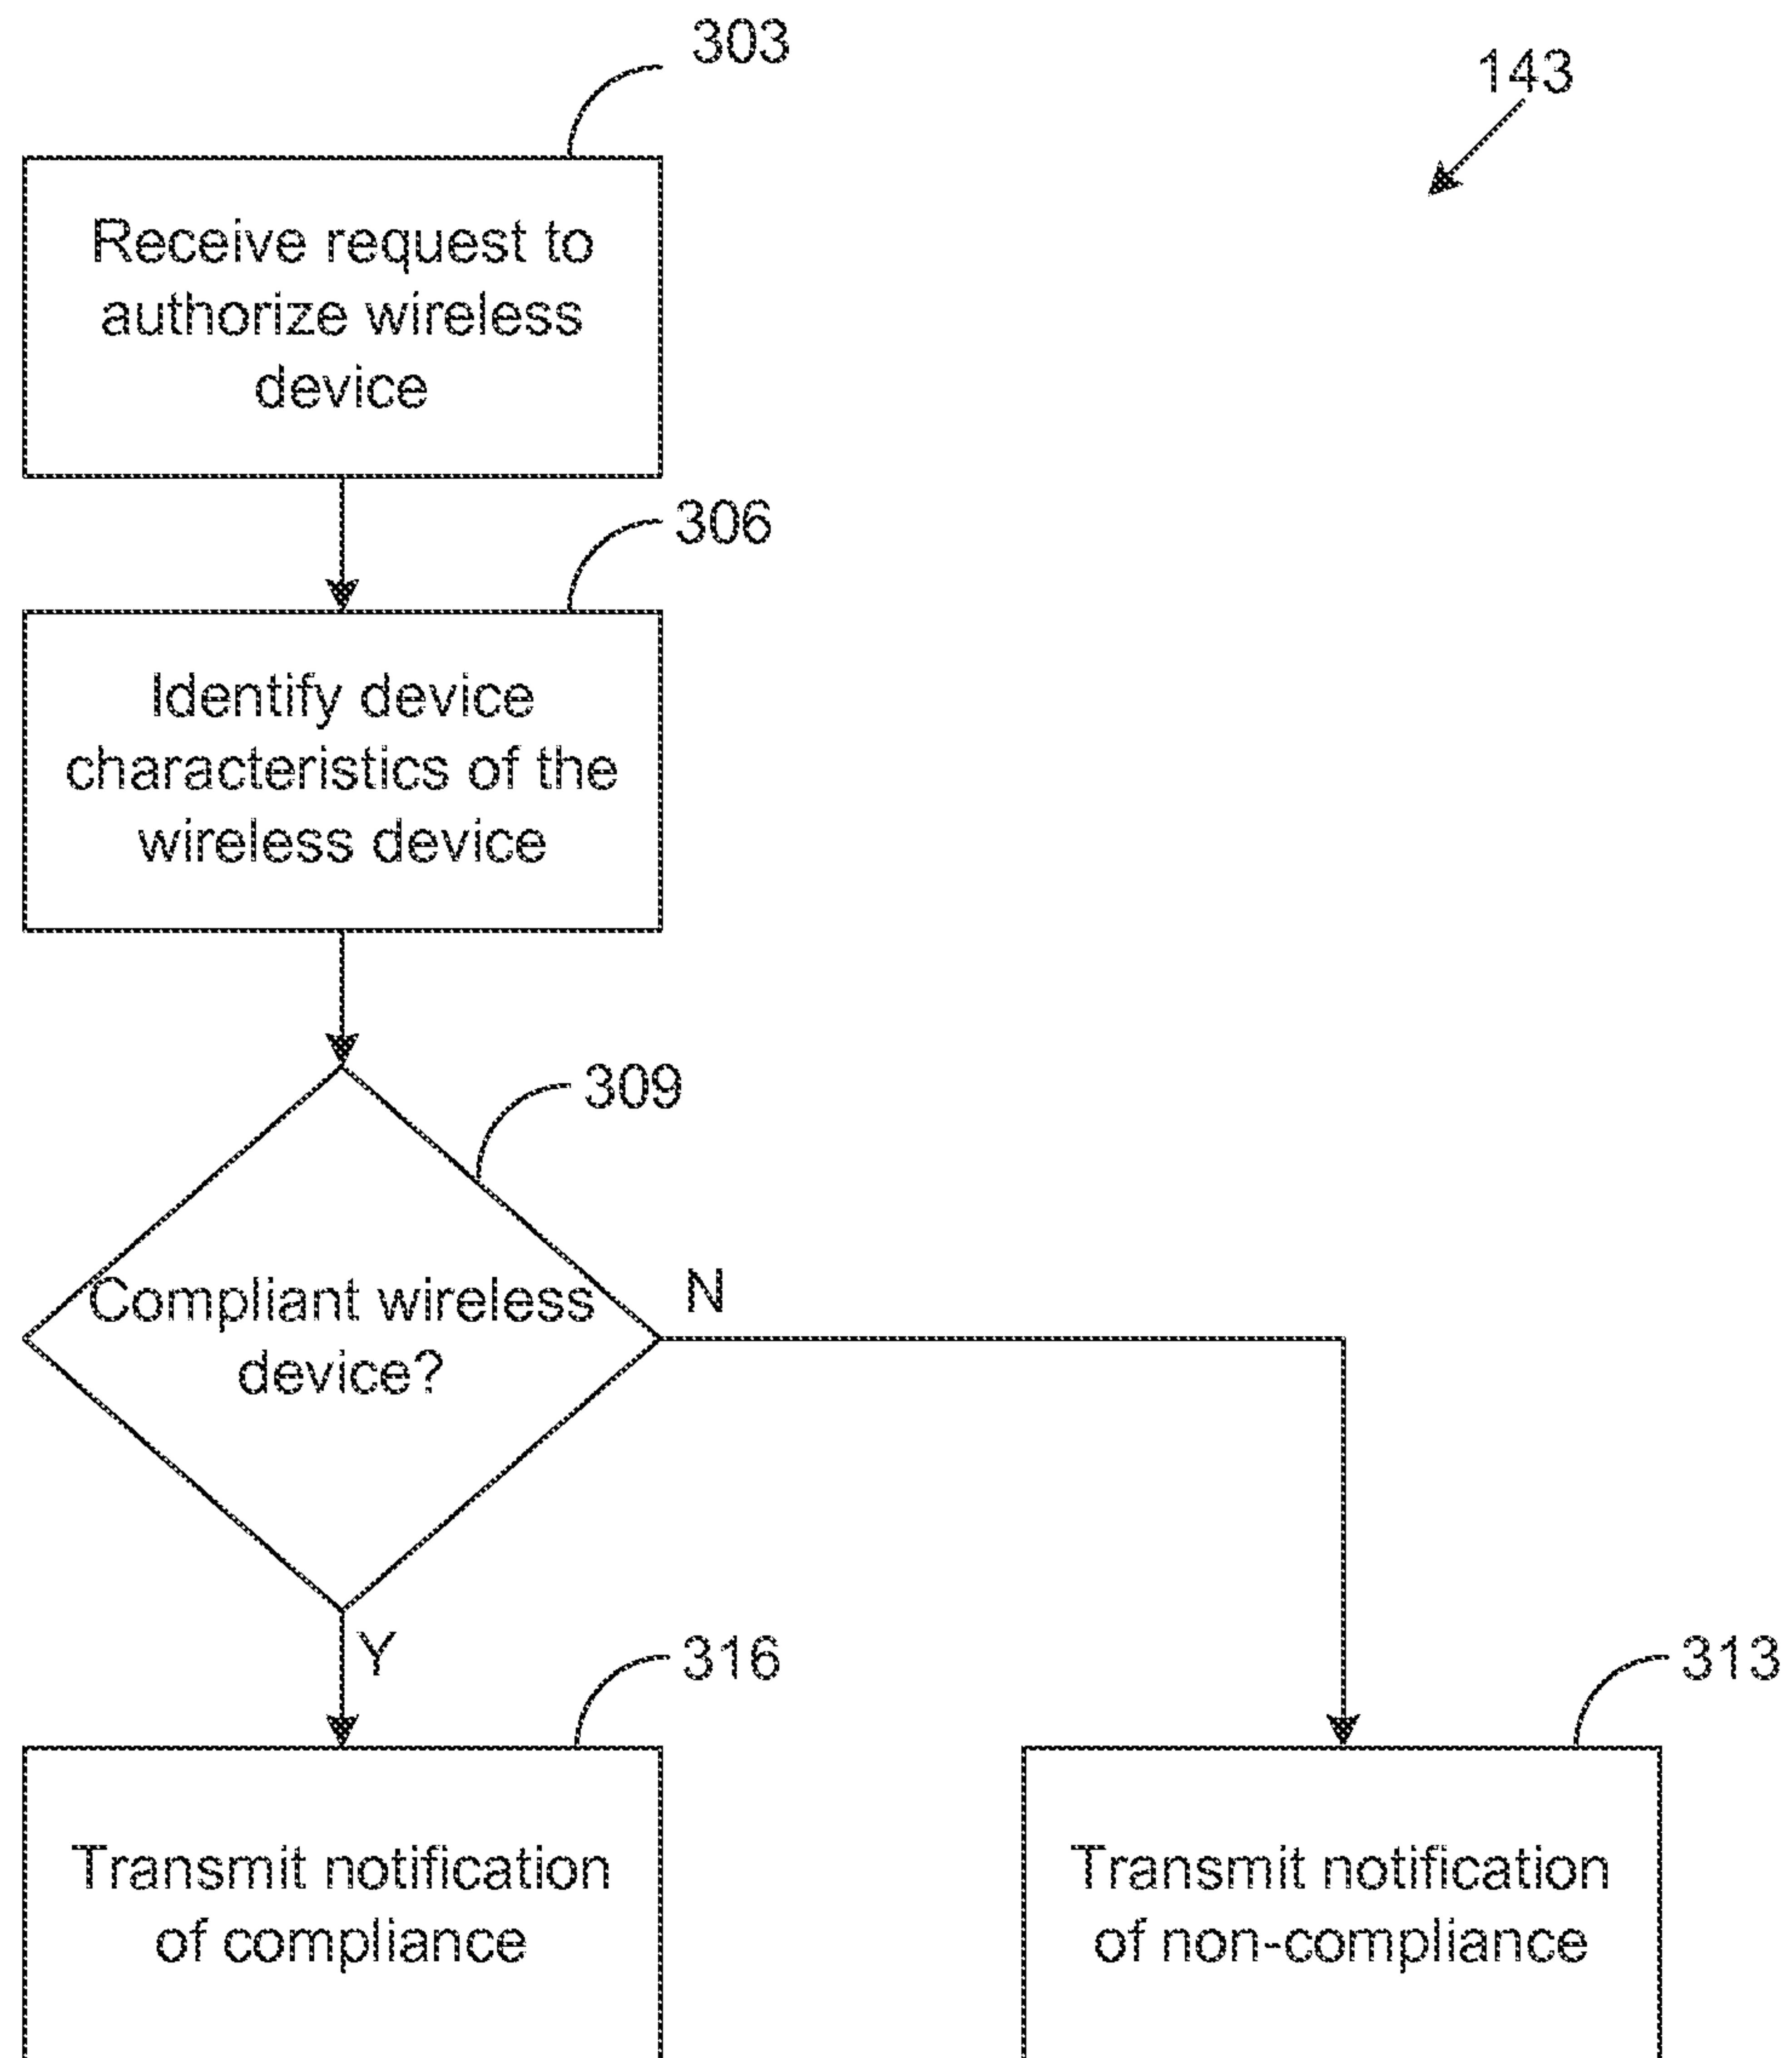 303
143
Receive request to
authorize wireless
device
306
Identify device
characteristics of the
wireless device
309
Compliant wireless
device?
N
Y
316
313
Transmit notification
of compliance
Transmit notification
of non-compliance